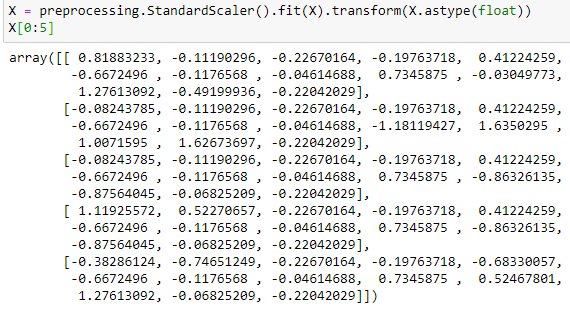 X = preprocessing.StandardScaler().fit(X).transform(X.astype(float))
X[0:5]
array([[ 0.81883233, -0.11190296, -0.22670164, -0.19763718, 0.41224259,
-0.6672496 , -0.1176568 , -0.04614688, 0.7345875 , -0.03049773,
1.27613092, -0.49199936, -0.22042029],
[-0.08243785, -0.11190296, -0.22670164, -0.19763718, 0.41224259,
-0.6672496 , -0.1176568 , -0.04614688, -1.18119427, 1.6350295 ,
1.0071595 , 1.62673697, -0.22042029],
[-0.08243785, -0.11190296, -0.22670164, -0.19763718, 0.41224259,
-0.6672496 , -0.1176568 , -0.04614688, 0.7345875 , -0.86326135,
-0.87564045, -0.06825209, -0.22042029],
[ 1.11925572, 0.52270657, -0.22670164, -0.19763718, 0.41224259,
-0.6672496 , -0.1176568 , -0.04614688, 0.7345875 , -0.86326135,
-0.87564045, -0.06825209, -0.22042029],
[-0.38286124, -0.74651249, -0.22670164, -0.19763718, -0.68330057,
-0.6672496 , -0.1176568 , -0.04614688, 0.7345875 , 0.52467801,
1.27613092, -0.06825209, -0.22042029]])